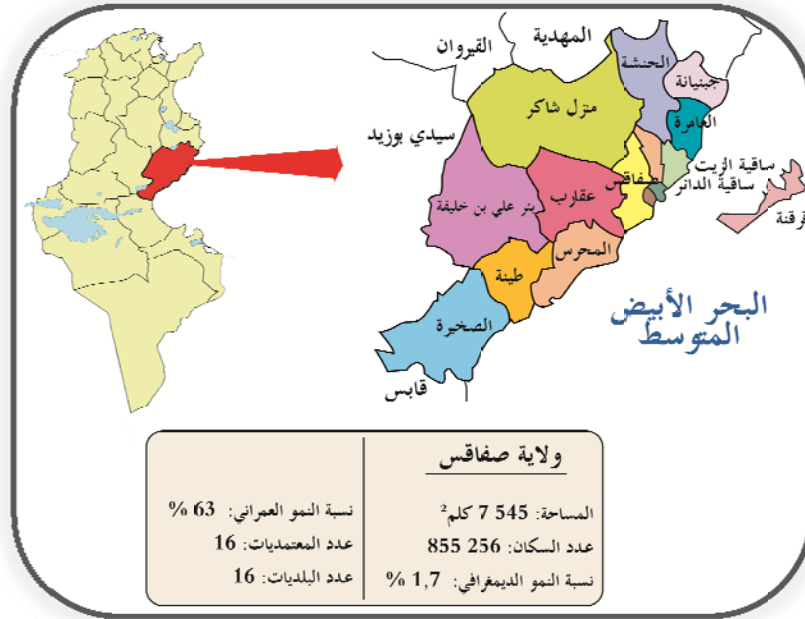 المهدية
القيروان
الحنشة
جبنيانة
منزل شاكر
العامرة
سيدي بوزيد
ساقية الزيت
صفاقس
ساقية الدائر
بئر علي بن خليفة
عقارب
قرقنة
المحرس
طينة
الصخيرة
البحر الأبيض
المتوسط
قابس
ولاية صفاقس
المساحة: 545 7 كلم²
عدد السكان: 256 855
نسبة النمو الديمغرافي: 1,7 %
نسبة النمو العمراني: 63 %
عدد المعتمديات: 16
عدد البلديات: 16